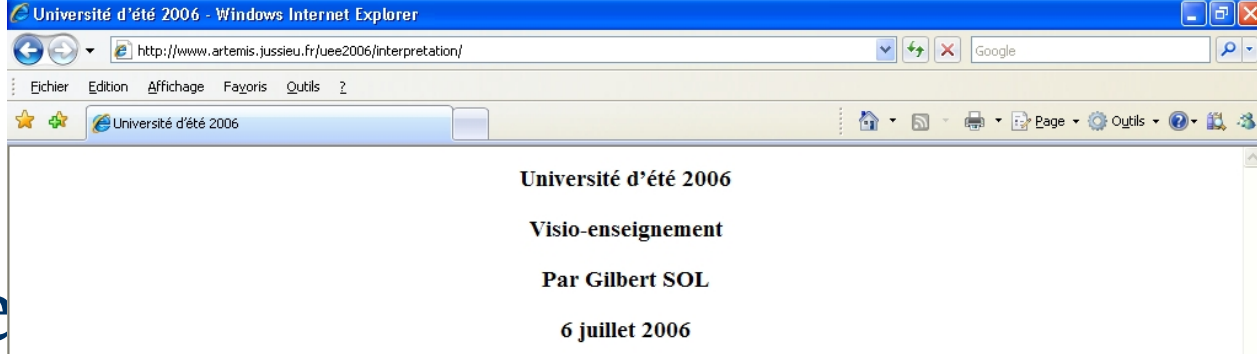 Université d'été 2006 - Windows Internet Explorer
http://www.artemis.jussieu.fr/uee2006/interpretation/
Google
Fichier Edition Affichage Favoris Outils ?
Université d'été 2006
Page Outils
Université d'été 2006
Visio-enseignement
Par Gilbert SOL
e
6 juillet 2006